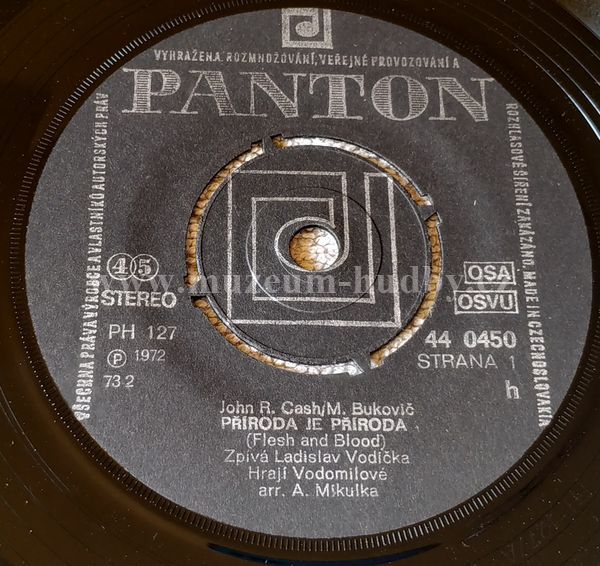 VYHRAŽENA. ROZMNOŽOVÁNÍ, VEŘEJNÉ PROVOZOVÁNÍ A
PANTON
VŠECHNA PRÁVA VÝROBCE A VLASTNÍKŮ AUTORSKÝCH PRÁV
ROZHLASOVÉ ŠÍŘENÍ ZAKÁZÁNO. MADE IN CZECHOSLOVAKIA
www.muzeum-hudby.cz
45
STEREO
OSA
OSVU
PH 127
44 0450
Ⓟ 1972
STRANA 1
73 2
h
John R. Cash/M. Bukovič
PŘÍRODA JE PŘÍRODA
(Flesh and Blood)
Zpívá Ladislav Vodička
Hrají Vodomilové
arr. A. Mikulka